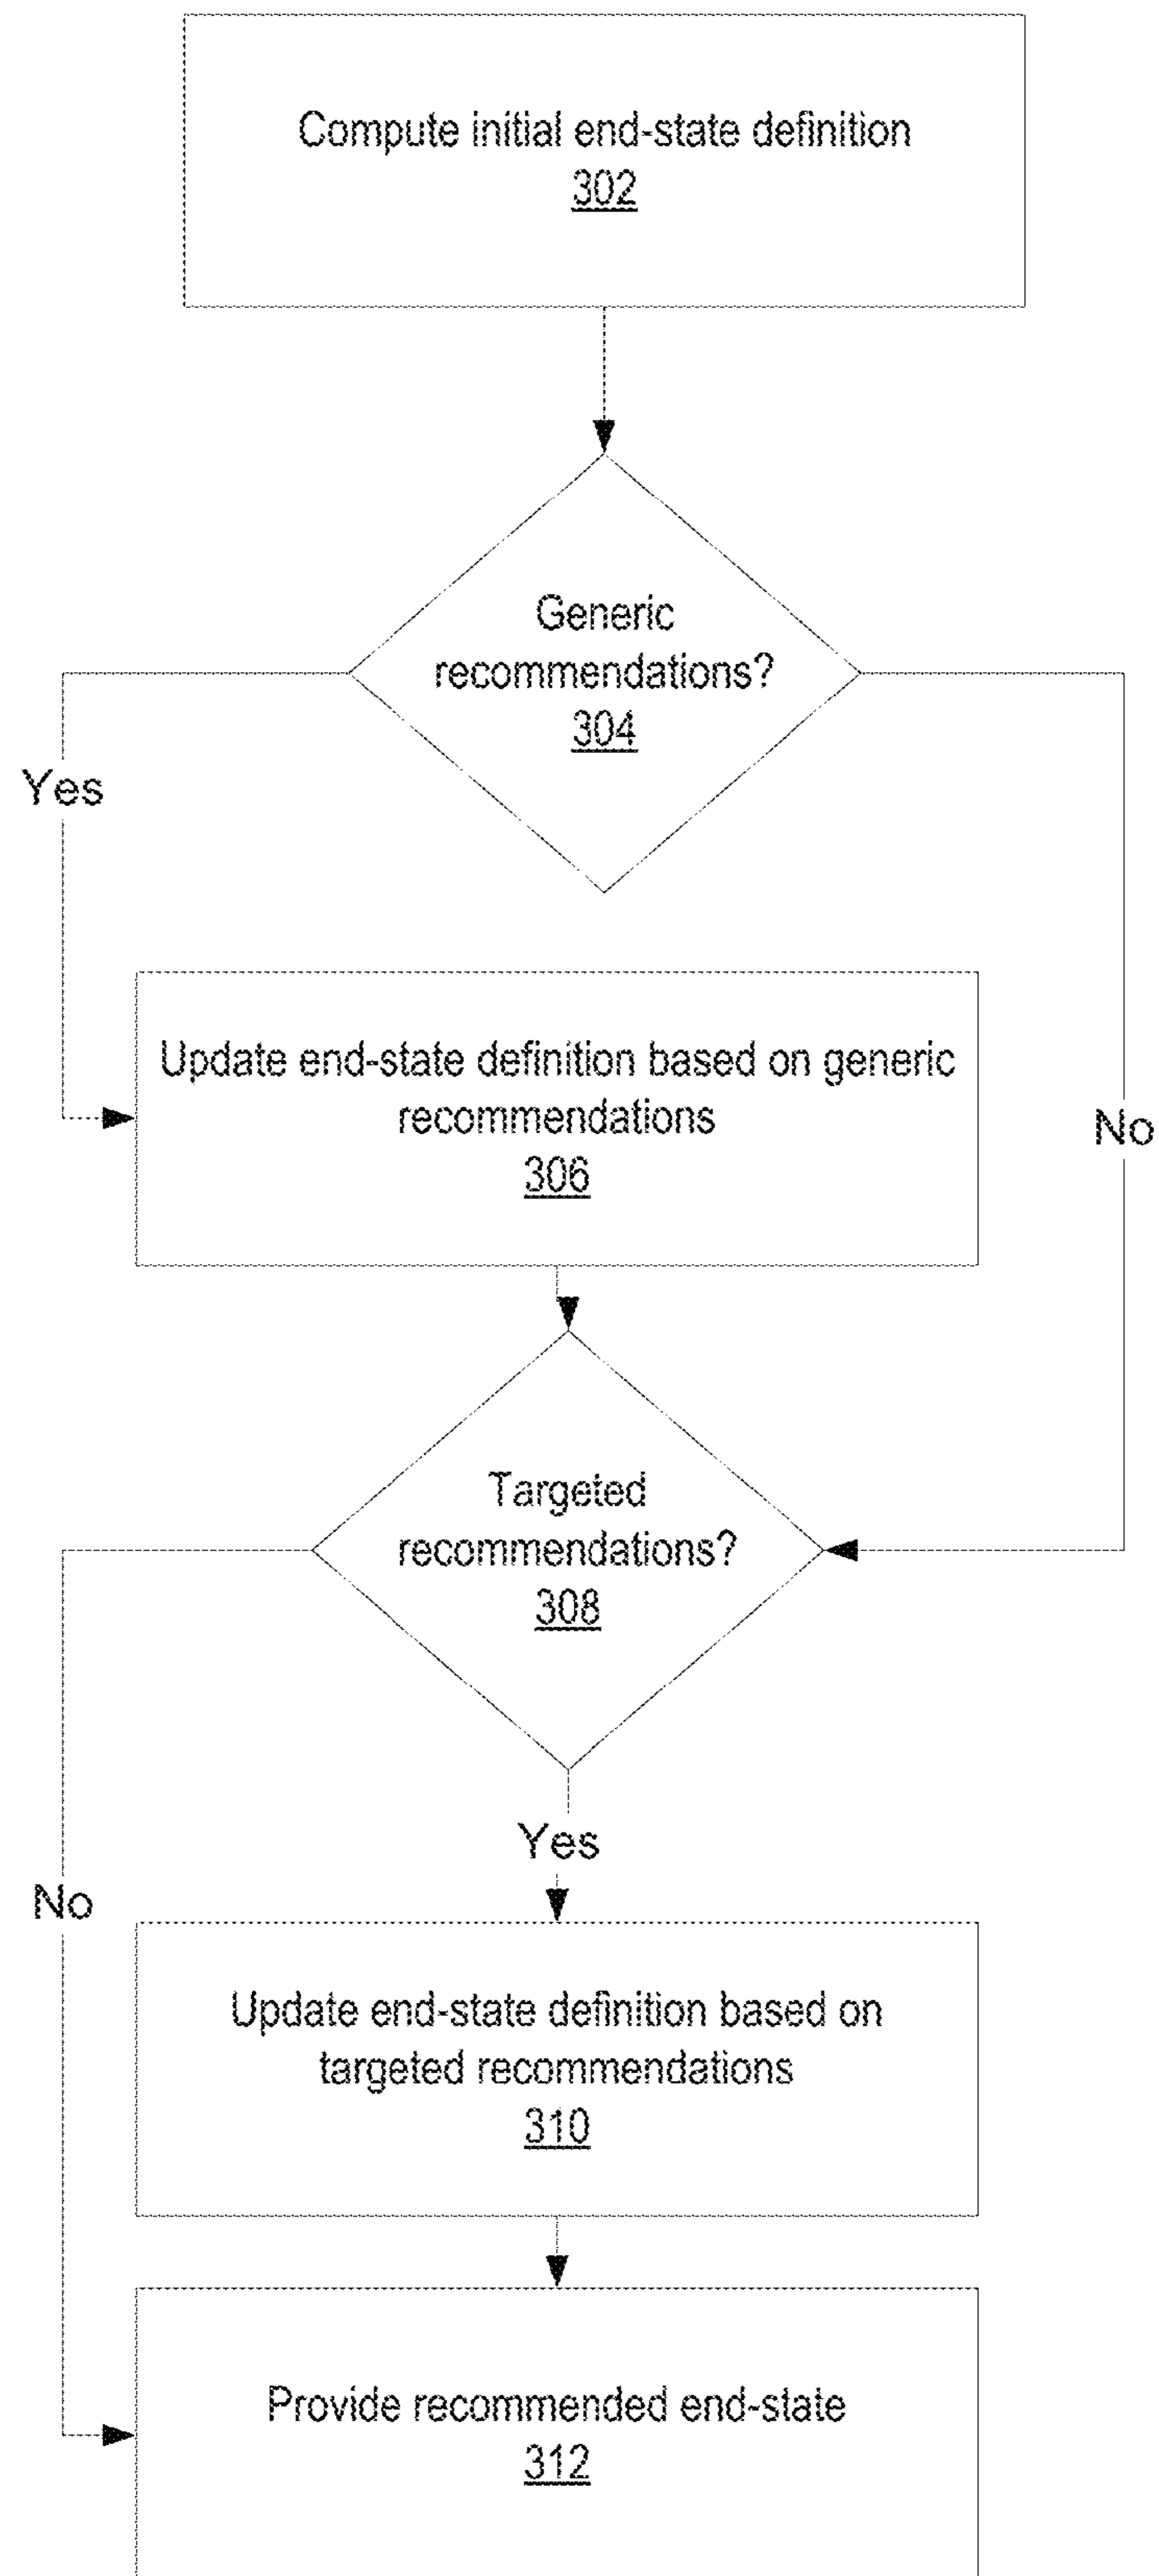 Compute initial end-state definition
302
Generic
recommendations?
304
Yes
Update end-state definition based on generic
recommendations
306
No
Targeted
recommendations?
308
Yes
No
Update end-state definition based on
targeted recommendations
310
Provide recommended end-state
312